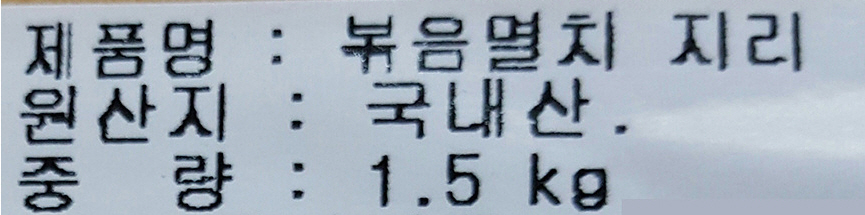 제품명 : 볶음멸치 지리
원산지 : 국내산.
중 량 : 1.5 kg